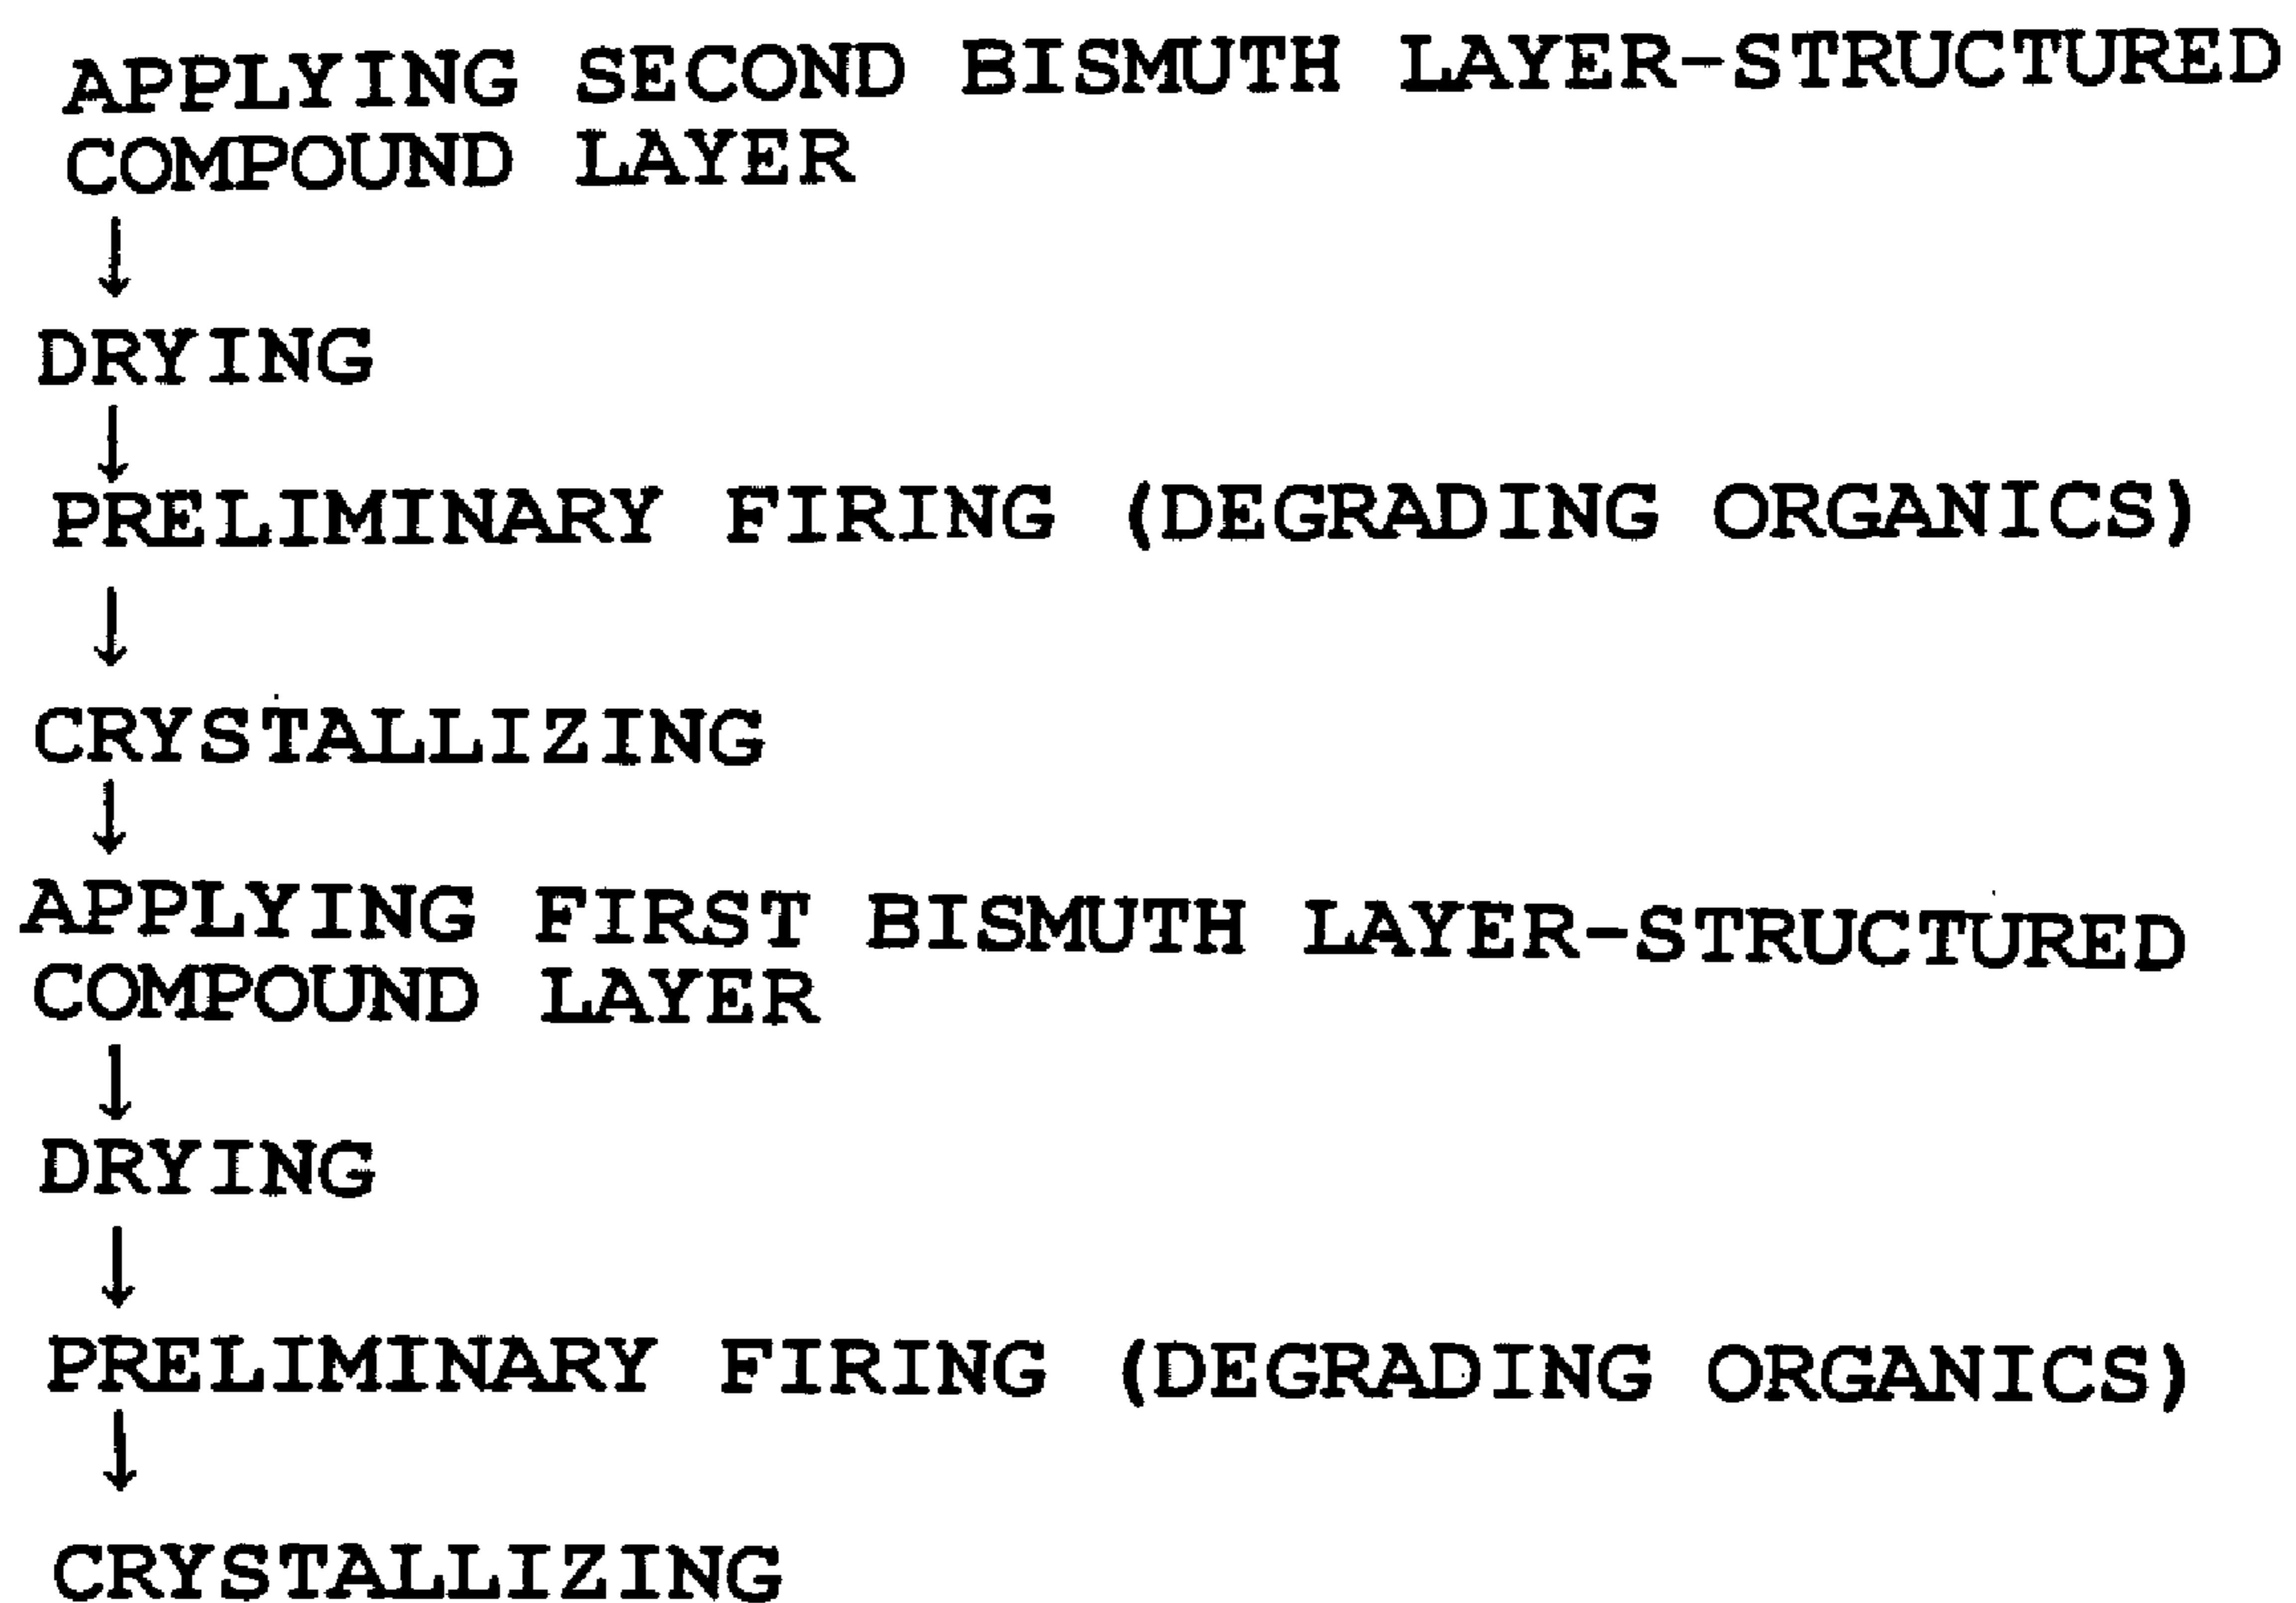 APPLYING SECOND BISMUTH LAYER-STRUCTURED
COMPOUND LAYER
↓
DRYING
↓
PRELIMINARY FIRING (DEGRADING ORGANICS)
↓
CRYSTALLIZING
↓
APPLYING FIRST BISMUTH LAYER-STRUCTURED
COMPOUND LAYER
↓
DRYING
↓
PRELIMINARY FIRING (DEGRADING ORGANICS)
↓
CRYSTALLIZING